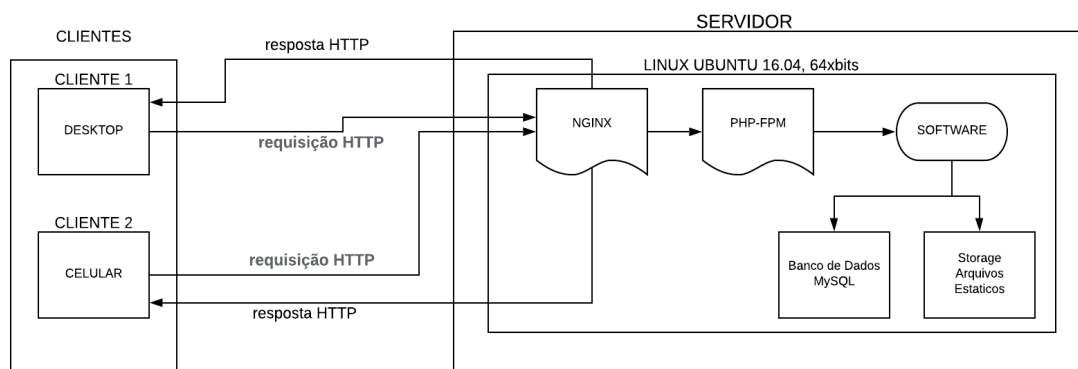 SERVIDOR
CLIENTES
resposta HTTP
LINUX UBUNTU 16.04, 64xbits
CLIENTE 1
DESKTOP
requisição HTTP
NGINX
PHP-FPM
SOFTWARE
CLIENTE 2
CELULAR
requisição HTTP
resposta HTTP
Banco de Dados
MySQL
Storage
Arquivos
Estaticos